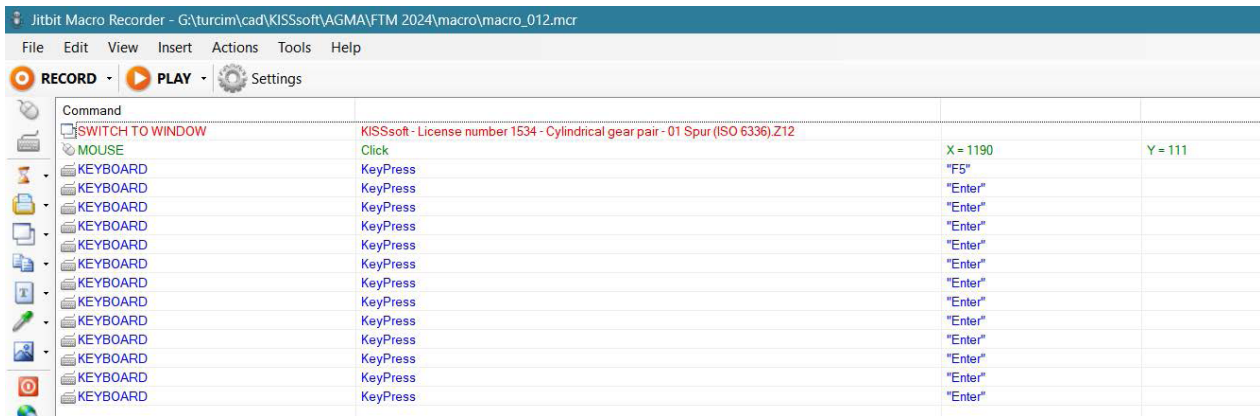 Jitbit Macro Recorder - G:\turcim\cad\KISSsoft\AGMA\FTM 2024\macro\macro_012.mcr
File Edit View Insert Actions Tools Help
RECORD PLAY Settings
Command
SWITCH TO WINDOW KISSsoft - License number 1534 - Cylindrical gear pair - 01 Spur (ISO 6336).Z12
MOUSE Click X = 1190 Y = 111
KEYBOARD KeyPress "F5"
KEYBOARD KeyPress "Enter"
KEYBOARD KeyPress "Enter"
KEYBOARD KeyPress "Enter"
KEYBOARD KeyPress "Enter"
KEYBOARD KeyPress "Enter"
KEYBOARD KeyPress "Enter"
KEYBOARD KeyPress "Enter"
KEYBOARD KeyPress "Enter"
KEYBOARD KeyPress "Enter"
KEYBOARD KeyPress "Enter"
KEYBOARD KeyPress "Enter"
KEYBOARD KeyPress "Enter"